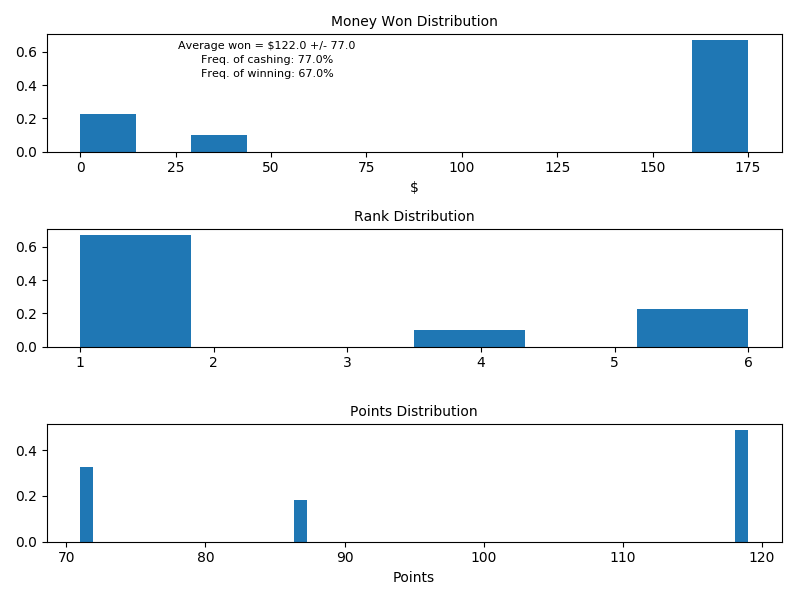 Money Won Distribution
Average won = $122.0 +/- 77.0
Freq. of cashing: 77.0%
Freq. of winning: 67.0%
0.6
0.4
0.2
0.0
0 25 50 75 100 125 150 175
$
Rank Distribution
0.6
0.4
0.2
0.0
1 2 3 4 5 6
Points Distribution
0.4
0.2
0.0
70 80 90 100 110 120
Points